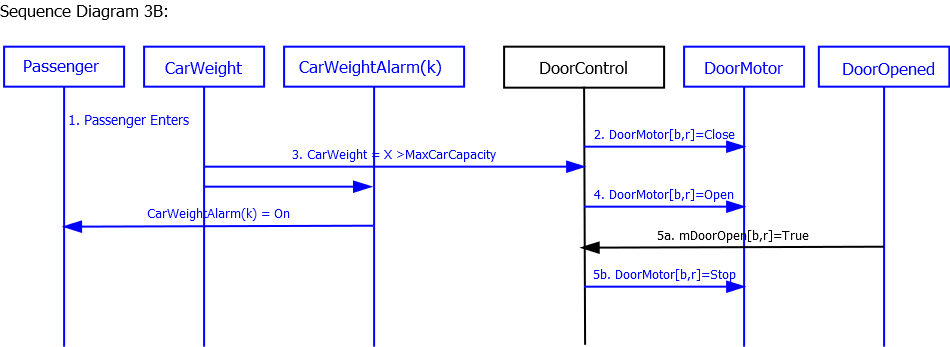 Sequence Diagram 3B:
Passenger
CarWeight
CarWeightAlarm(k)
DoorControl
DoorMotor
DoorOpened
1. Passenger Enters
2. DoorMotor[b,r]=Close
3. CarWeight = X >MaxCarCapacity
4. DoorMotor[b,r]=Open
CarWeightAlarm(k) = On
5a. mDoorOpen[b,r]=True
5b. DoorMotor[b,r]=Stop